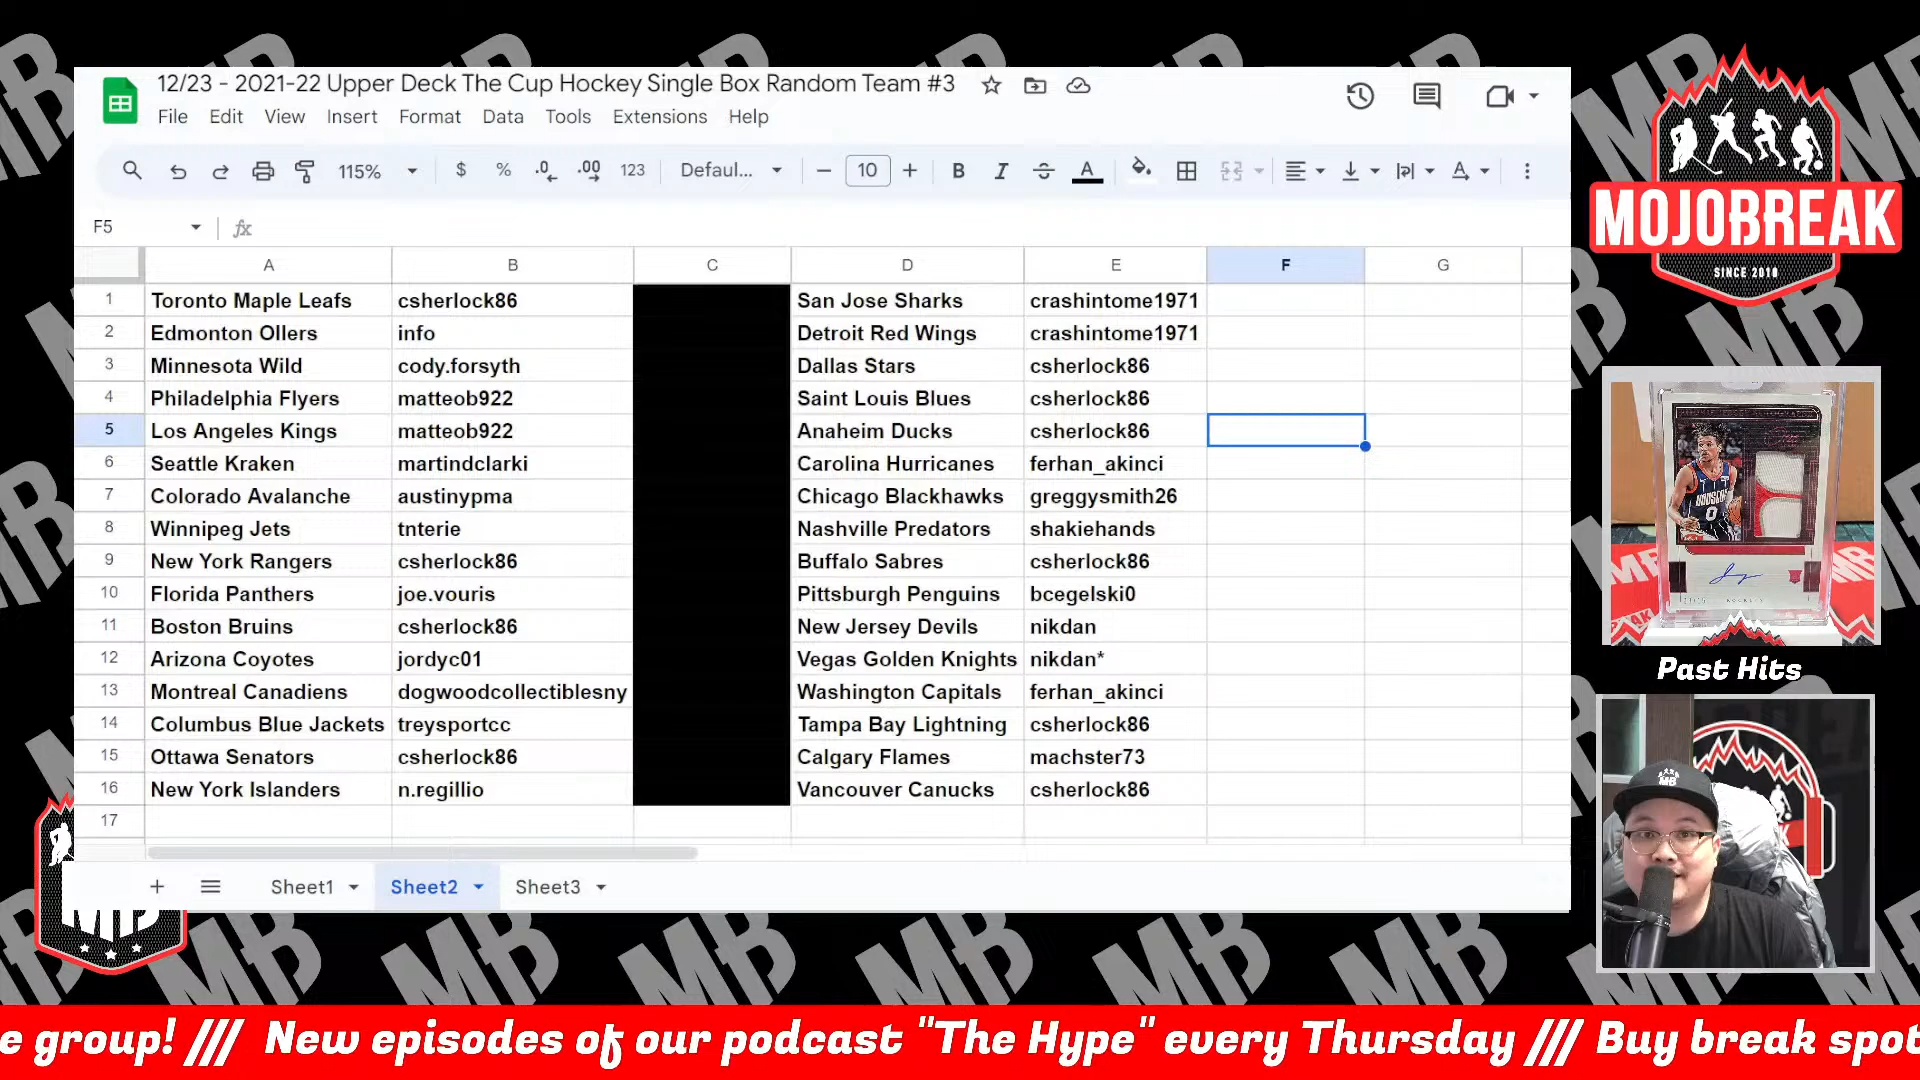 12/23 - 2021-22 Upper Deck The Cup Hockey Single Box Random Team #3
File Edit View Insert Format Data Tools Extensions Help
115% $ % .0 .00 123 Defaul... 10 B I A
F5 fx
A B C D E F G
1 Toronto Maple Leafs csherlock86 San Jose Sharks crashintome1971
2 Edmonton Ollers info Detroit Red Wings crashintome1971
3 Minnesota Wild cody.forsyth Dallas Stars csherlock86
4 Philadelphia Flyers matteob922 Saint Louis Blues csherlock86
5 Los Angeles Kings matteob922 Anaheim Ducks csherlock86
6 Seattle Kraken martindclarki Carolina Hurricanes ferhan_akinci
7 Colorado Avalanche austinypma Chicago Blackhawks greggysmith26
8 Winnipeg Jets tnterie Nashville Predators shakiehands
9 New York Rangers csherlock86 Buffalo Sabres csherlock86
10 Florida Panthers joe.vouris Pittsburgh Penguins bcegelski0
11 Boston Bruins csherlock86 New Jersey Devils nikdan
12 Arizona Coyotes jordyc01 Vegas Golden Knights nikdan*
13 Montreal Canadiens dogwoodcollectiblesny Washington Capitals ferhan_akinci
14 Columbus Blue Jackets treysportcc Tampa Bay Lightning csherlock86
15 Ottawa Senators csherlock86 Calgary Flames machster73
16 New York Islanders n.regillio Vancouver Canucks csherlock86
17
Sheet1 Sheet2 Sheet3
MOJOBREAK
SINCE 2010
Past Hits
MB
e group! /// New episodes of our podcast "The Hype" every Thursday /// Buy break spot